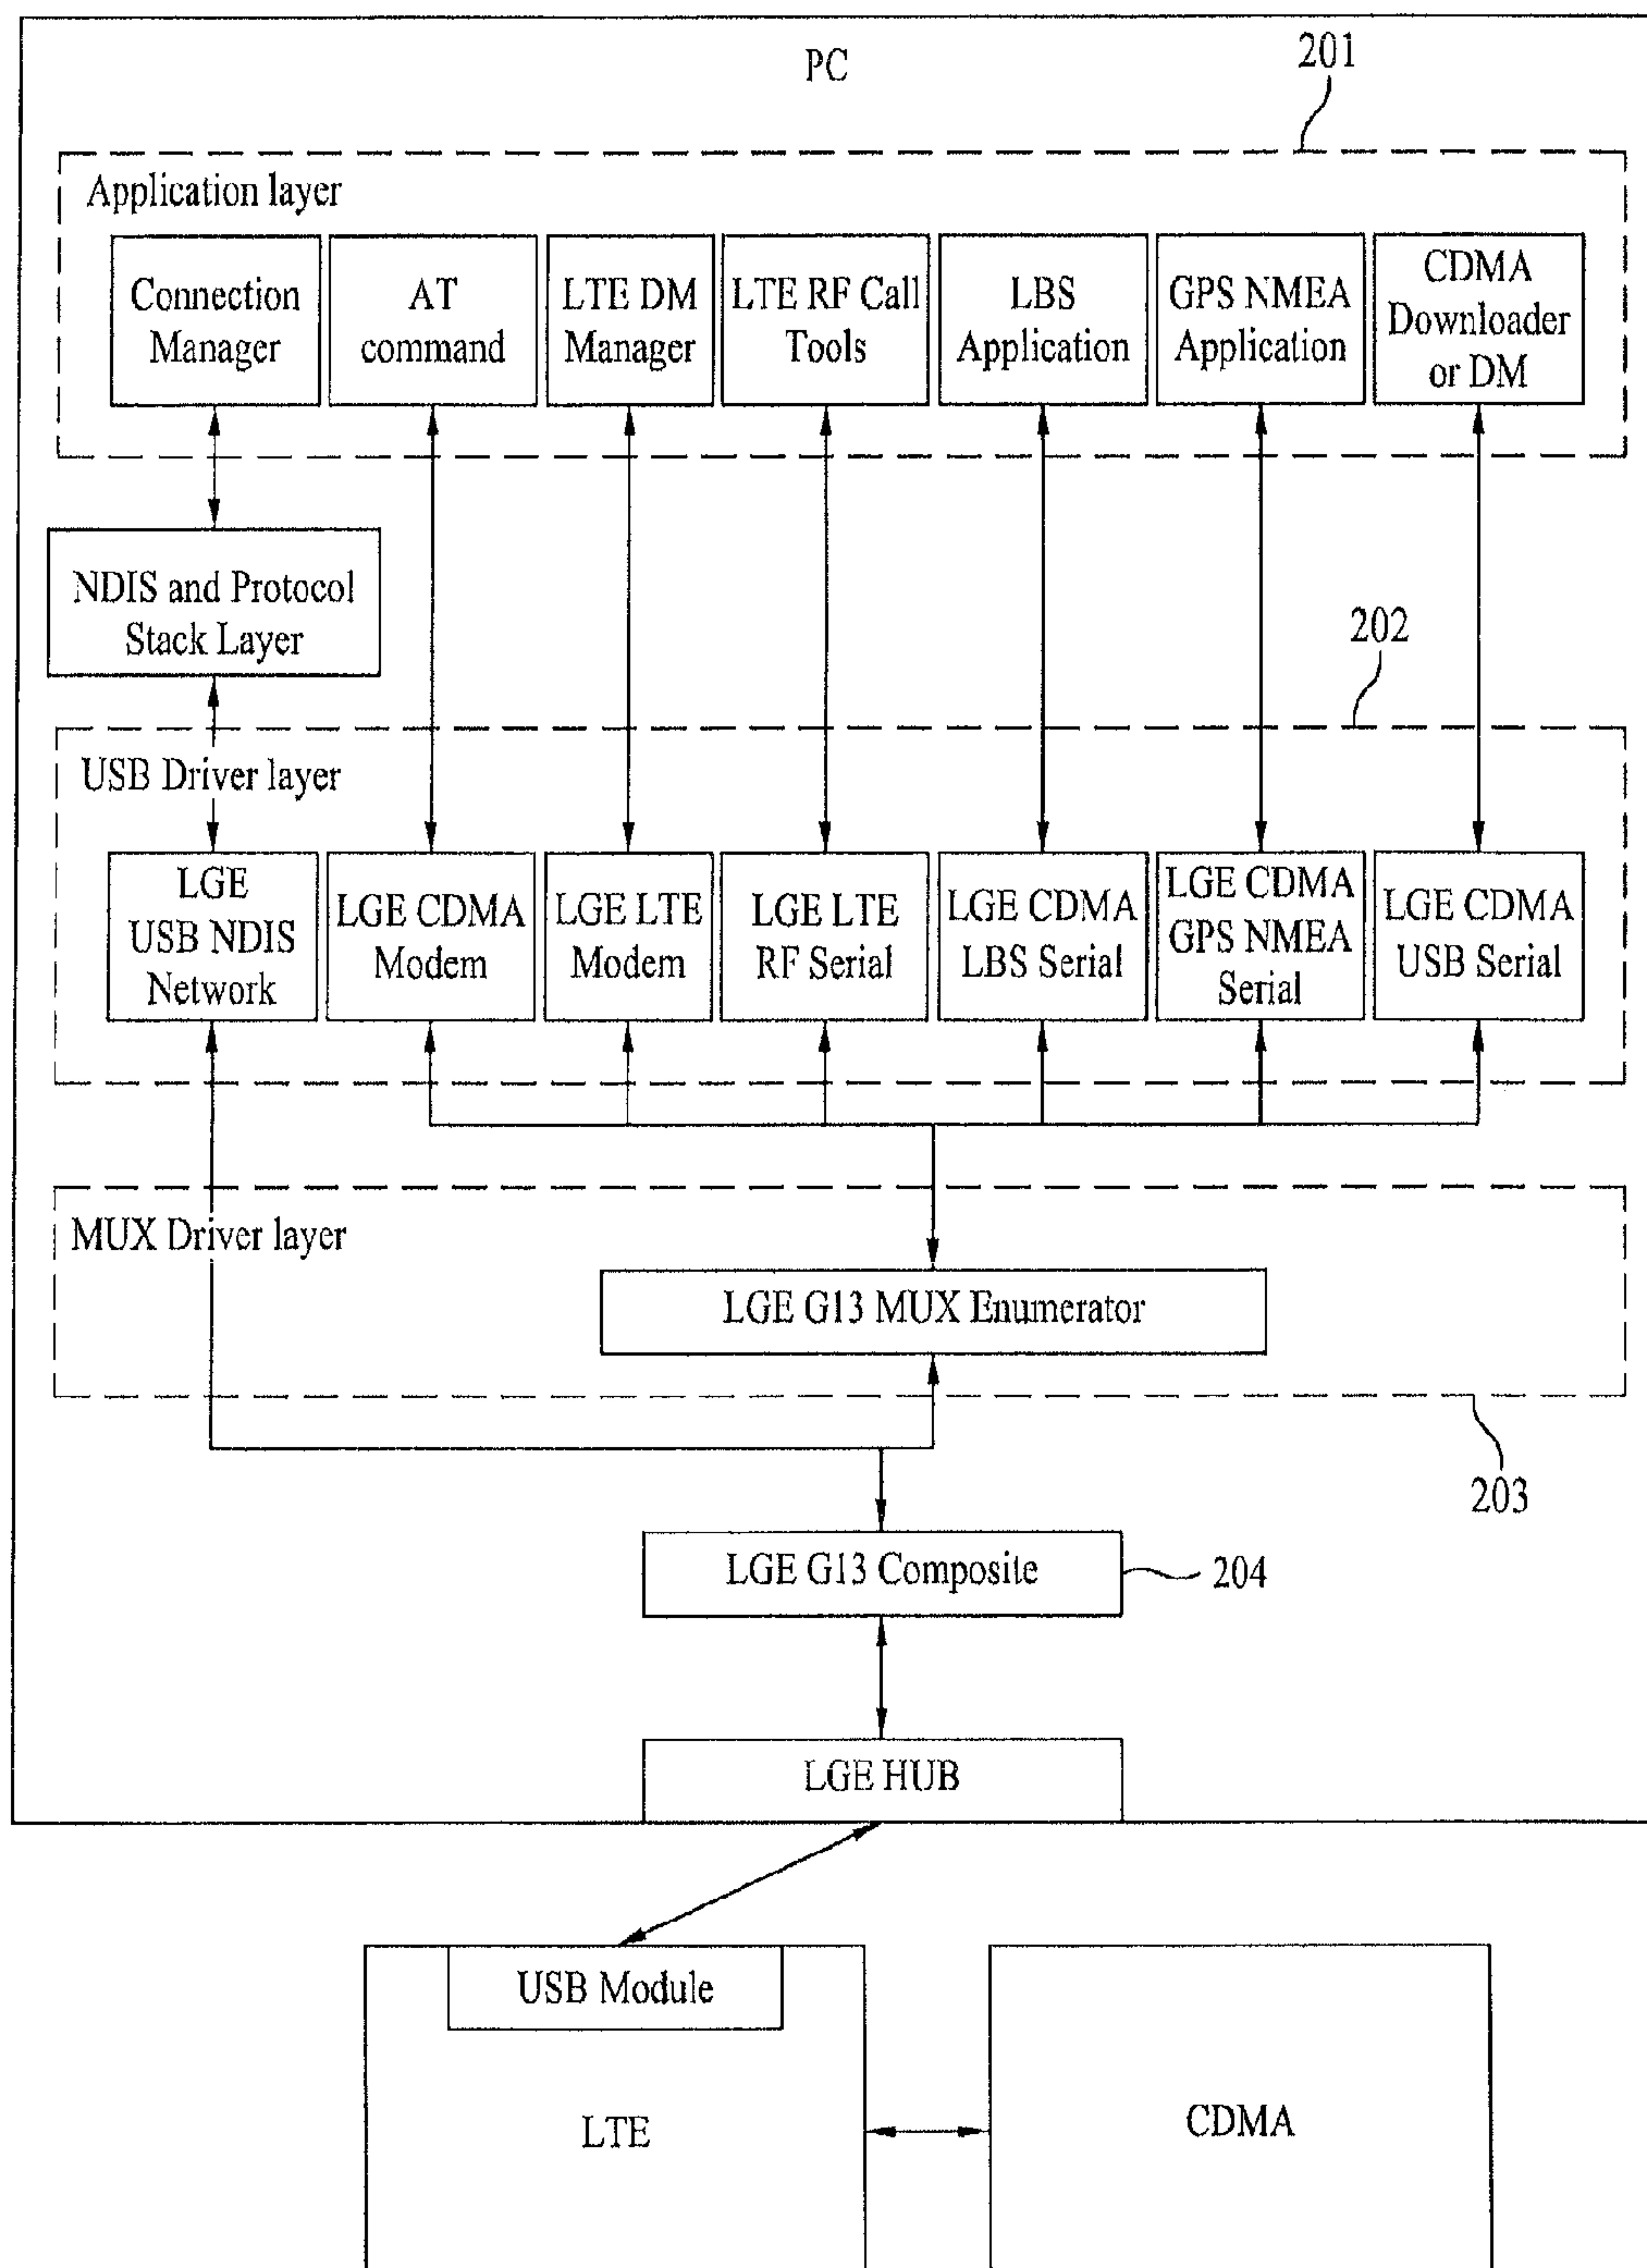 PC
201
Application layer
Connection
Manager
AT
command
LTE DM
Manager
LTE RF Call
Tools
LBS
Application
GPS NMEA
Application
CDMA
Downloader
or DM
NDIS and Protocol
Stack Layer
202
USB Driver layer
LGE
USB NDIS
Network
LGE CDMA
Modem
LGE LTE
Modem
LGE LTE
RF Serial
LGE CDMA
LBS Serial
LGE CDMA
GPS NMEA
Serial
LGE CDMA
USB Serial
MUX Driver layer
LGE G13 MUX Enumerator
203
LGE G13 Composite
204
LGE HUB
USB Module
LTE
CDMA